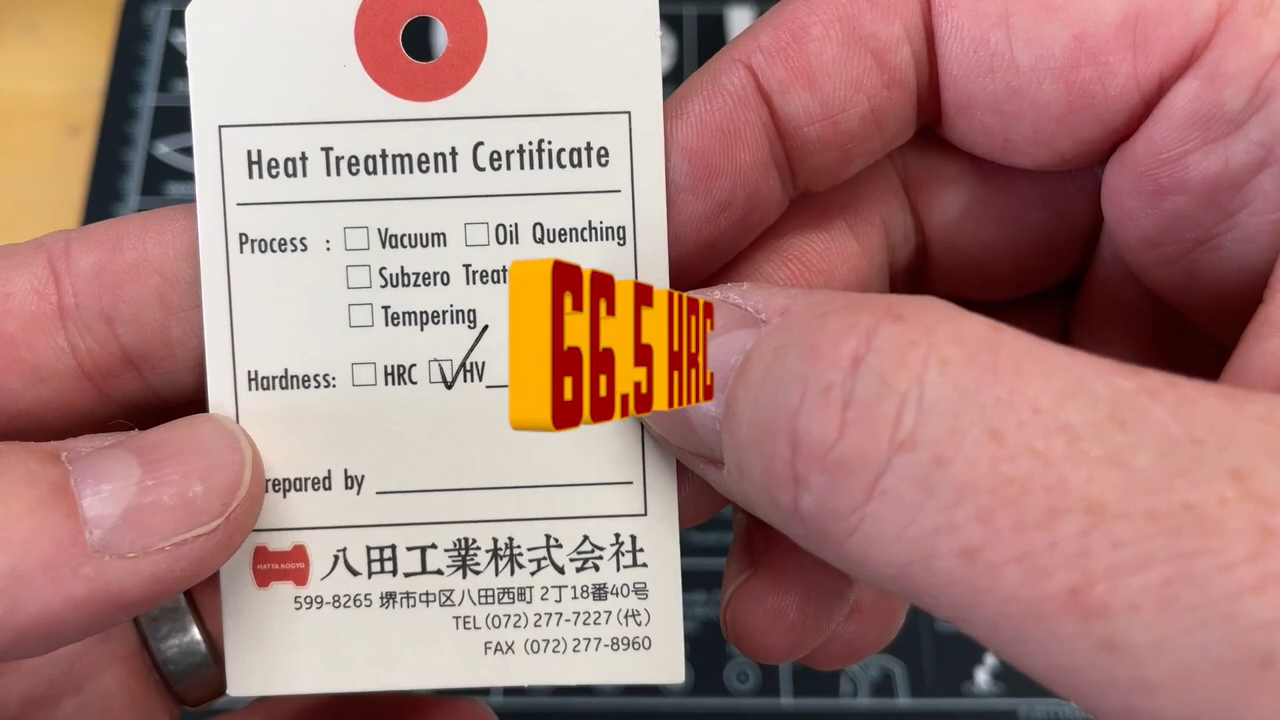 Heat Treatment Certificate
Process : □ Vacuum □ Oil Quenching
□ Subzero Treat
□ Tempering
Hardness: □ HRC ☑ HV
66.5 HRC
repared by
HATTA KOGYO
八田工業株式会社
599-8265 堺市中区八田西町 2丁18番40号
TEL (072) 277-7227 (代)
FAX (072) 277-8960